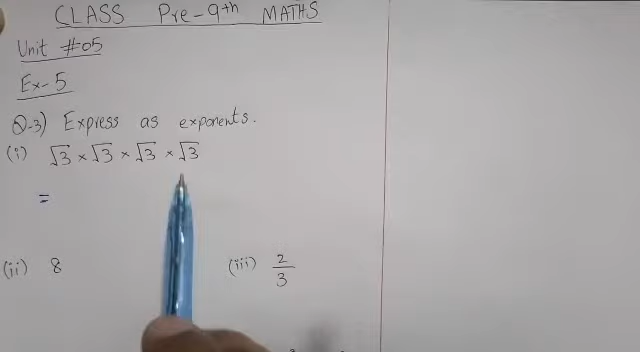 CLASS Pre-9th MATHS
Unit #05
Ex-5
Q.3) Express as exponents.
(i) √3 × √3 × √3 × √3
=
(ii) 8 (iii) 2/3